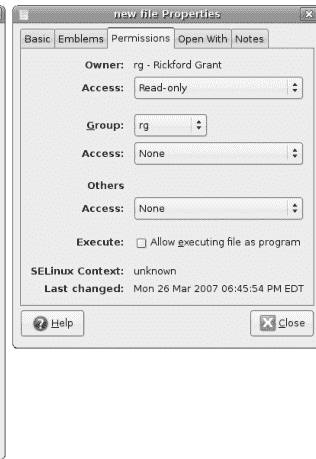 new file Properties
Basic Emblems Permissions Open With Notes
Owner: rg - Rickford Grant
Access: Read-only
Group: rg
Access: None
Others
Access: None
Execute: Allow executing file as program
SELinux Context: unknown
Last changed: Mon 26 Mar 2007 06:45:54 PM EDT
Help Close